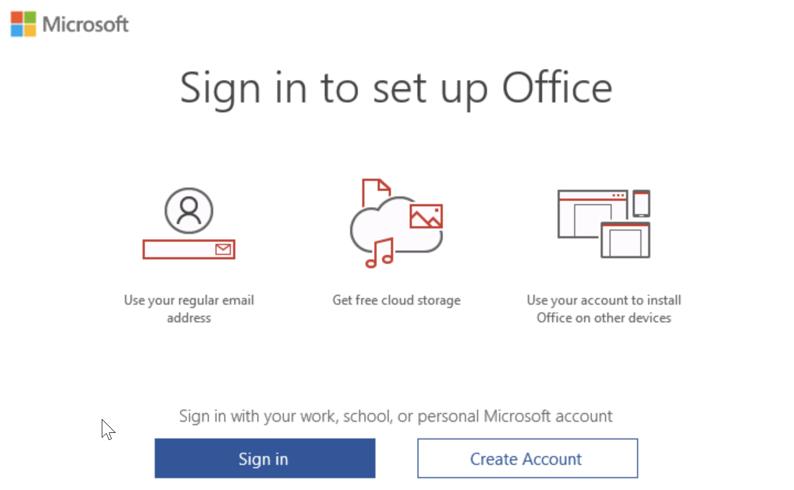 Microsoft
Sign in to set up Office
Use your regular email
address
Get free cloud storage
Use your account to install
Office on other devices
Sign in with your work, school, or personal Microsoft account
Sign in
Create Account